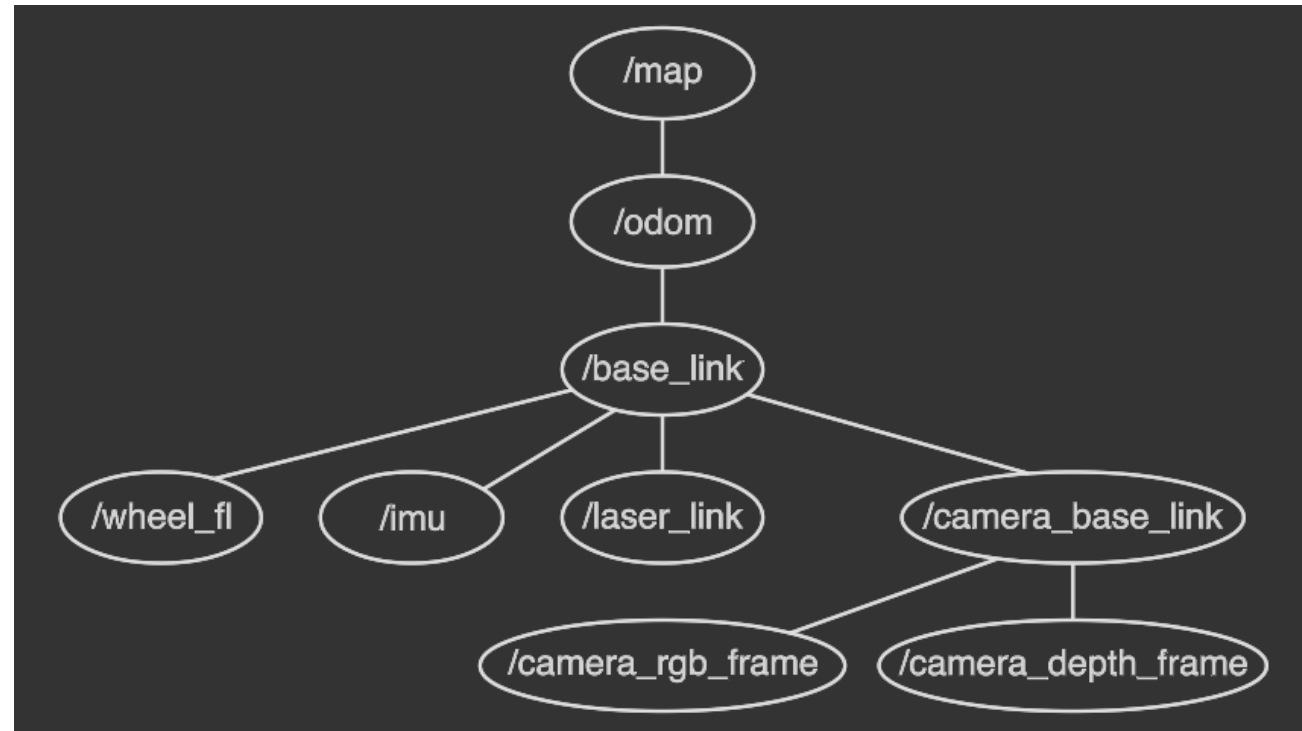 /map
/odom
/base_link
/wheel_fl
/imu
/laser_link
/camera_base_link
/camera_rgb_frame
/camera_depth_frame